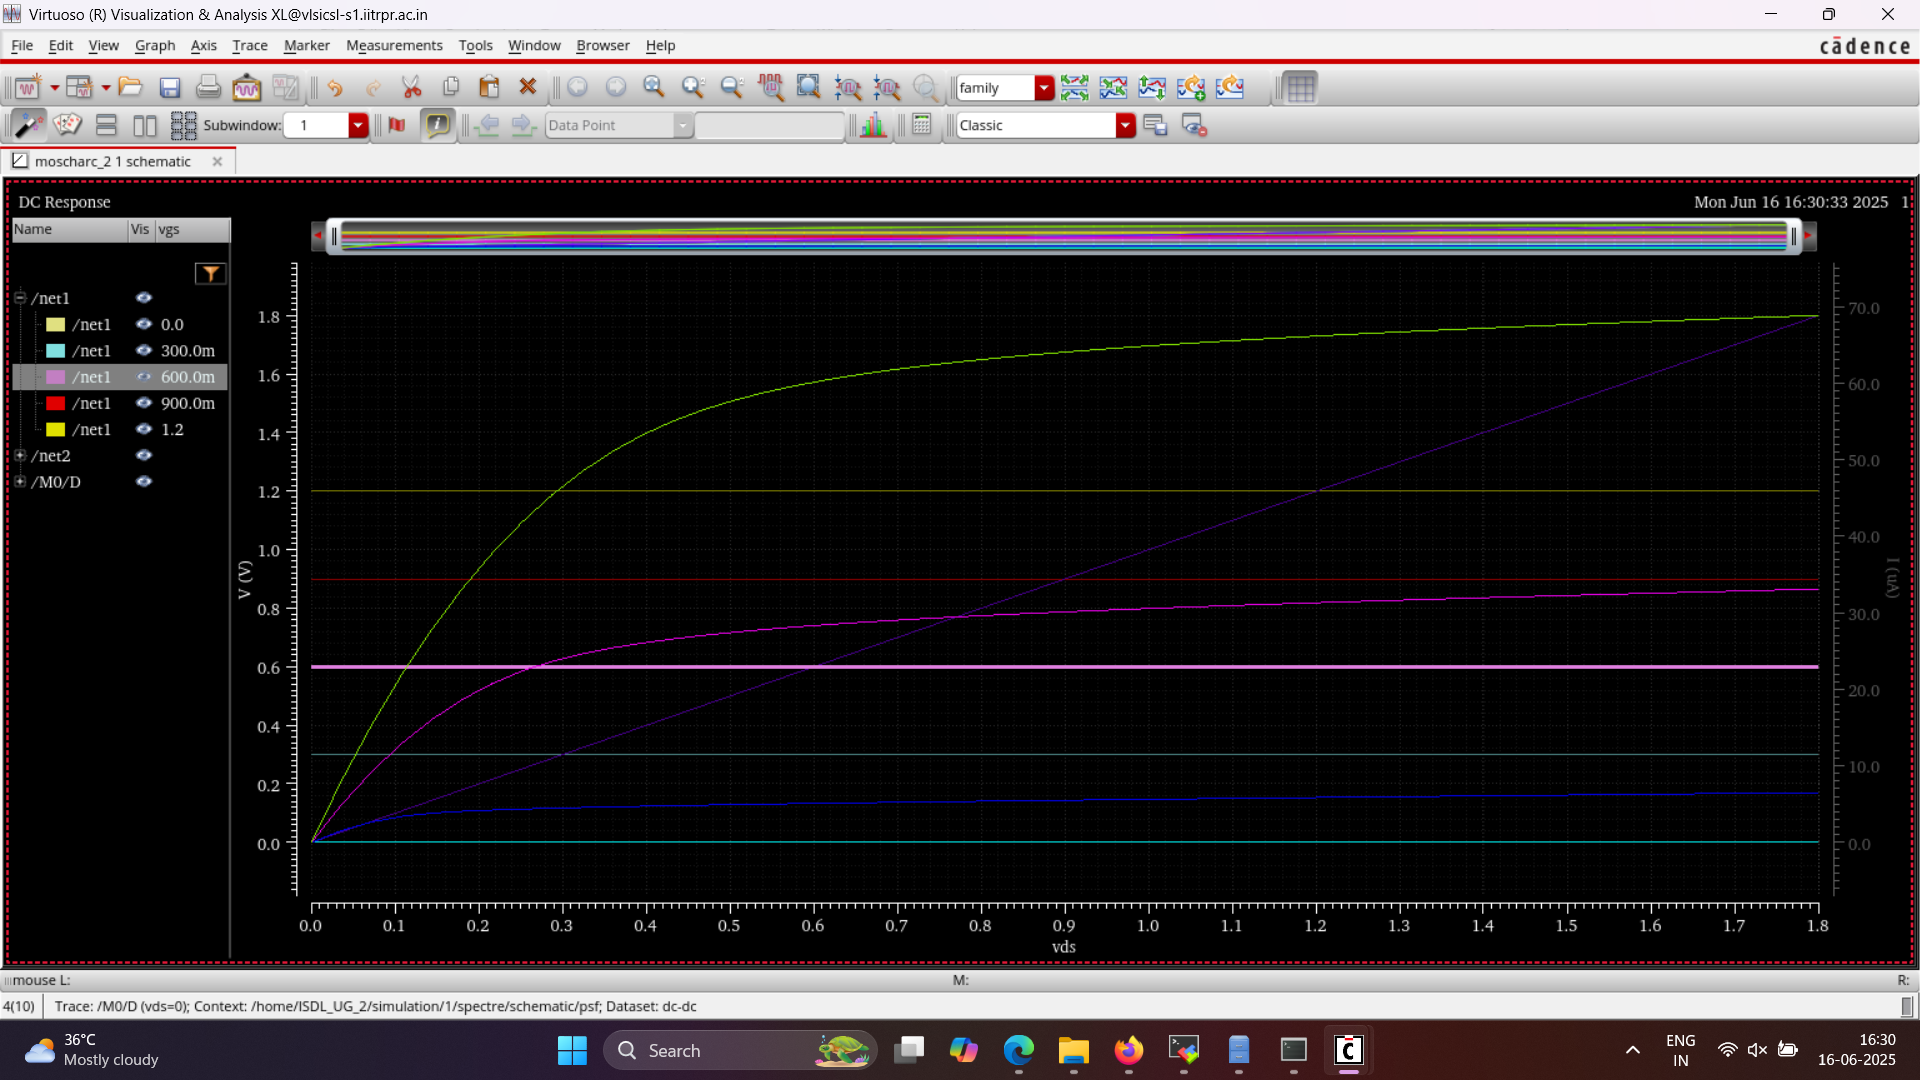 Virtuoso (R) Visualization & Analysis XL@vlsicsl-s1.iitrpr.ac.in
File Edit View Graph Axis Trace Marker Measurements Tools Window Browser Help
cādence
family
Subwindow: 1
Data Point
Classic
moscharc_2 1 schematic
DC Response
Mon Jun 16 16:30:33 2025 1
Name Vis vgs
/net1
/net1 0.0
/net1 300.0m
/net1 600.0m
/net1 900.0m
/net1 1.2
/net2
/M0/D
V (V)
1.8
1.6
1.4
1.2
1.0
0.8
0.6
0.4
0.2
0.0
70.0
60.0
50.0
40.0
30.0
20.0
10.0
0.0
I (uA)
0.0 0.1 0.2 0.3 0.4 0.5 0.6 0.7 0.8 0.9 1.0 1.1 1.2 1.3 1.4 1.5 1.6 1.7 1.8
vds
mouse L: M: R:
4(10) Trace: /M0/D (vds=0); Context: /home/ISDL_UG_2/simulation/1/spectre/schematic/psf; Dataset: dc-dc
36°C
Mostly cloudy
Search
ENG
IN
16:30
16-06-2025